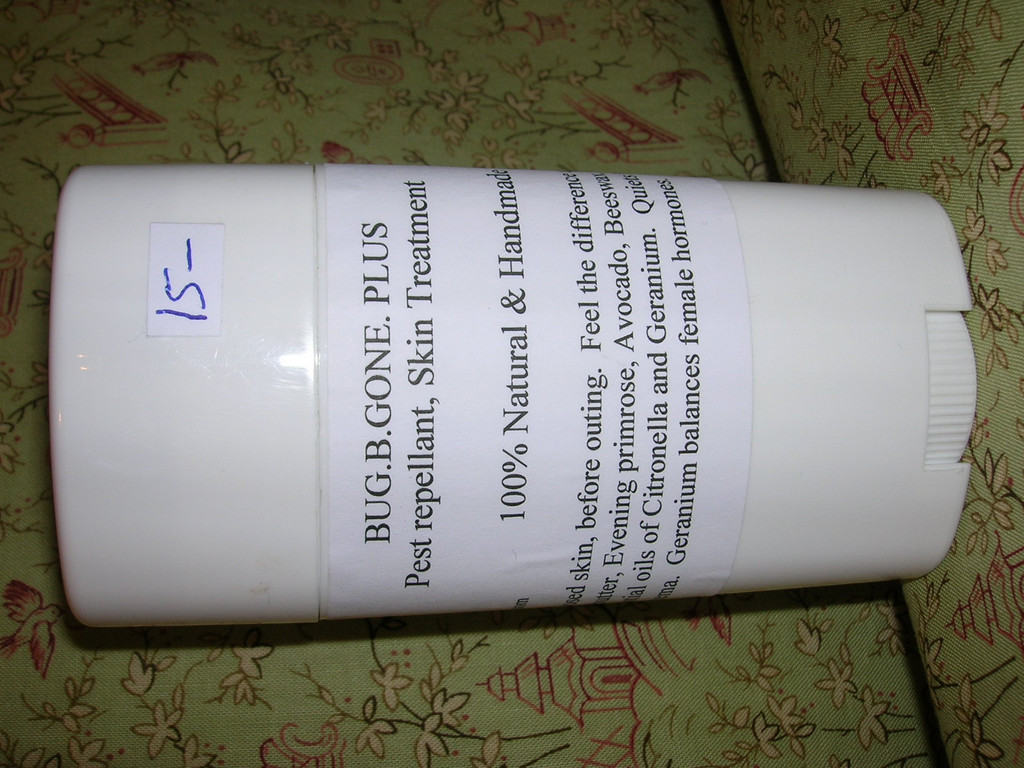 15-
BUG.B.GONE. PLUS
Pest repellant, Skin Treatment
100% Natural & Handmade
skin, before outing. Feel the difference
Evening primrose, Avocado,
oils of Citronella and Geranium. Quiets
Geranium balances female hormones.